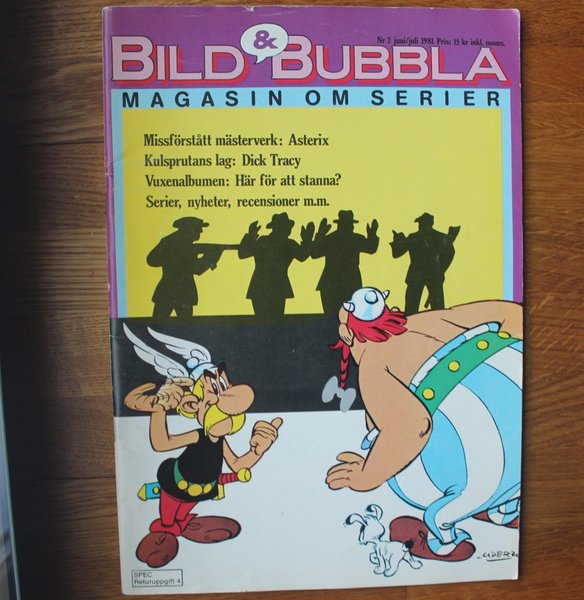 Nr 2 juni/juli 1981 Pris: 15 kr inkl. moms.
BILD & BUBBLA
MAGASIN OM SERIER
Missförstått mästerverk: Asterix
Kulsprutans lag: Dick Tracy
Vuxenalbumen: Här för att stanna?
Serier, nyheter, recensioner m.m.
SPEC
Returuppgift 4